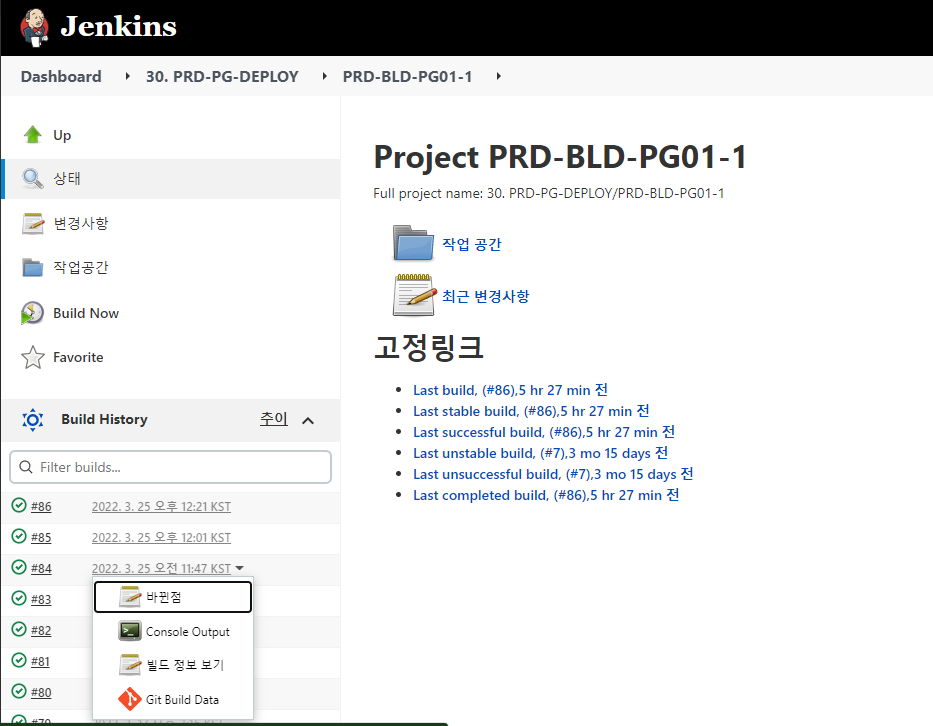 Jenkins
Dashboard 30. PRD-PG-DEPLOY PRD-BLD-PG01-1
Up
상태
변경사항
작업공간
Build Now
Favorite
Build History 추이
Filter builds...
#86 2022. 3. 25 오후 12:21 KST
#85 2022. 3. 25 오후 12:01 KST
#84 2022. 3. 25 오전 11:47 KST
#83
#82
#81
#80
바뀐점
Console Output
빌드 정보 보기
Git Build Data
Project PRD-BLD-PG01-1
Full project name: 30. PRD-PG-DEPLOY/PRD-BLD-PG01-1
작업 공간
최근 변경사항
고정링크
Last build, (#86),5 hr 27 min 전
Last stable build, (#86),5 hr 27 min 전
Last successful build, (#86),5 hr 27 min 전
Last unstable build, (#7),3 mo 15 days 전
Last unsuccessful build, (#7),3 mo 15 days 전
Last completed build, (#86),5 hr 27 min 전